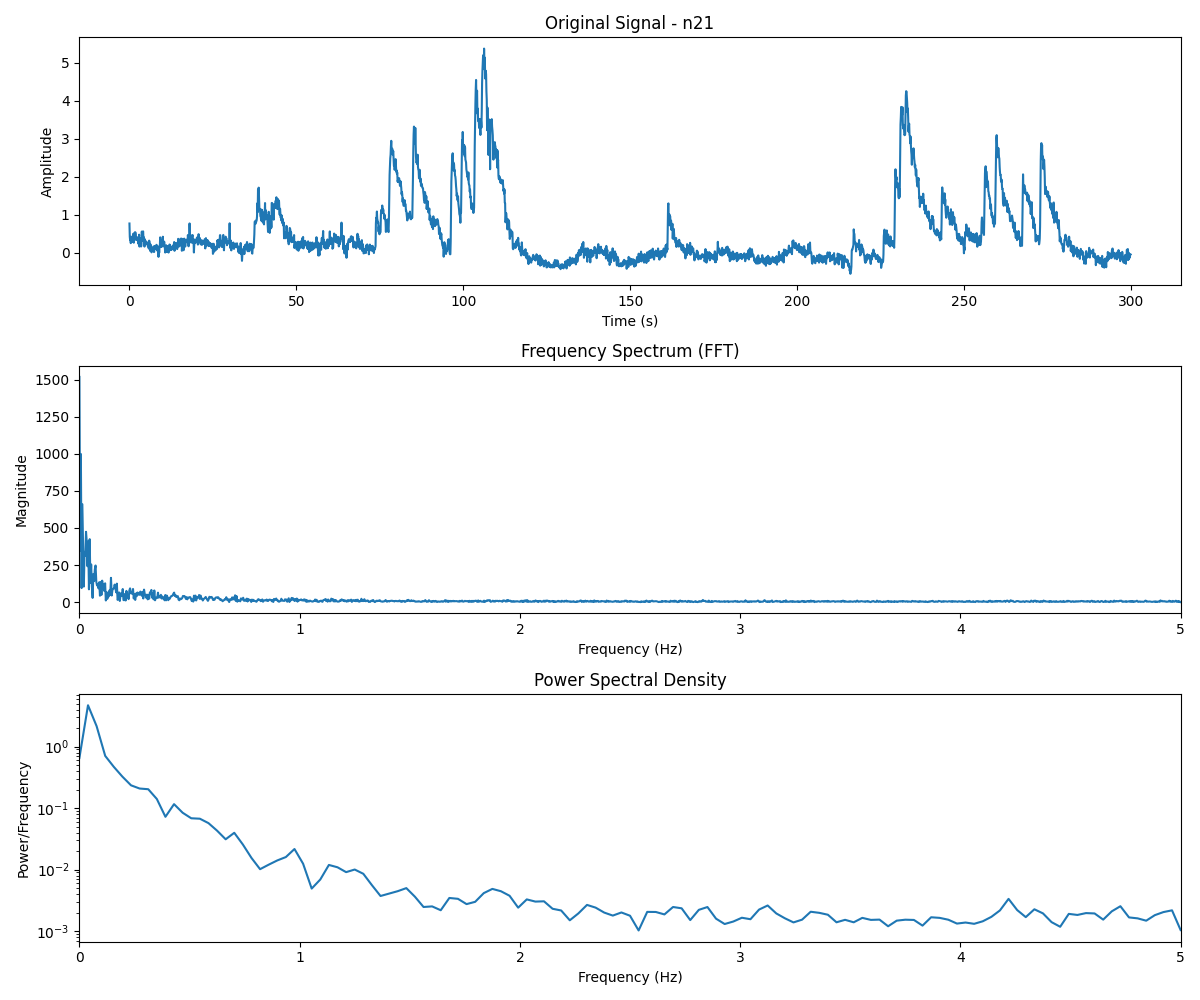 Original Signal - n21
Amplitude
5
4
3
2
1
0
0 50 100 150 200 250 300
Time (s)
Frequency Spectrum (FFT)
Magnitude
1500
1250
1000
750
500
250
0
0 1 2 3 4 5
Frequency (Hz)
Power Spectral Density
Power/Frequency
10⁰
10⁻¹
10⁻²
10⁻³
0 1 2 3 4 5
Frequency (Hz)